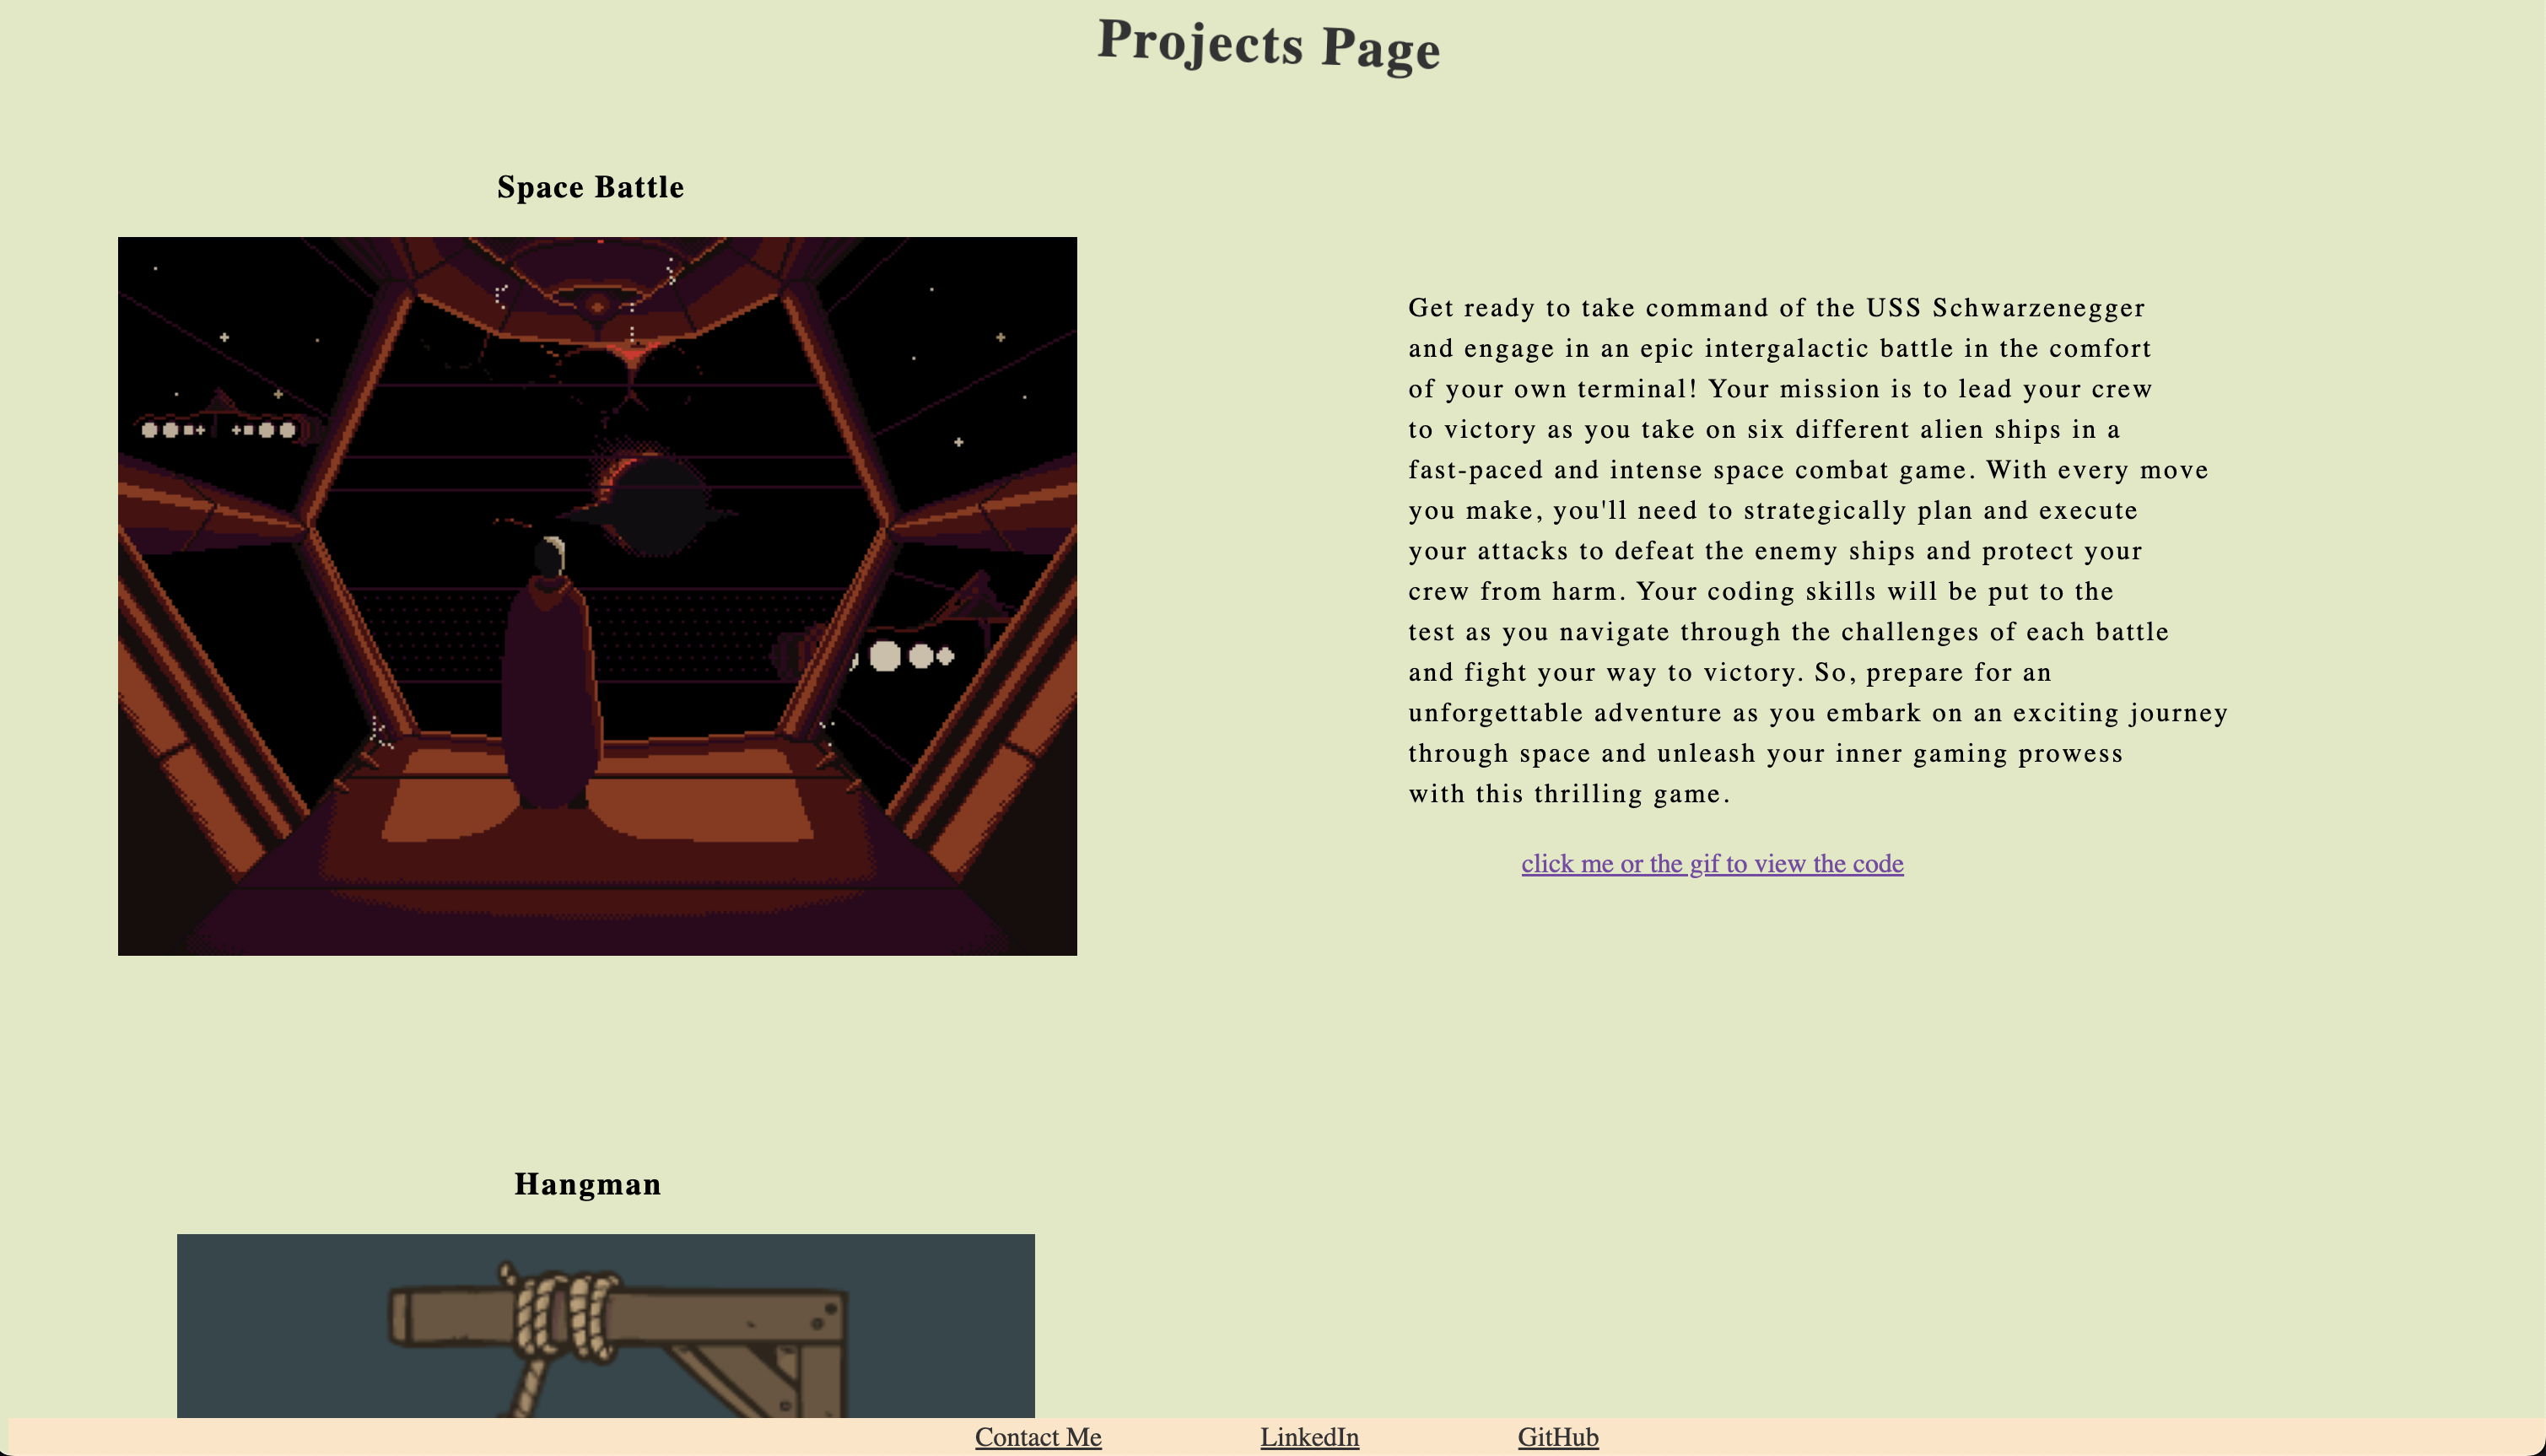 Projects Page
Space Battle
Get ready to take command of the USS Schwarzenegger
and engage in an epic intergalactic battle in the comfort
of your own terminal! Your mission is to lead your crew
to victory as you take on six different alien ships in a
fast-paced and intense space combat game. With every move
you make, you'll need to strategically plan and execute
your attacks to defeat the enemy ships and protect your
crew from harm. Your coding skills will be put to the
test as you navigate through the challenges of each battle
and fight your way to victory. So, prepare for an
unforgettable adventure as you embark on an exciting journey
through space and unleash your inner gaming prowess
with this thrilling game.
click me or the gif to view the code
Hangman
Contact Me
LinkedIn
GitHub